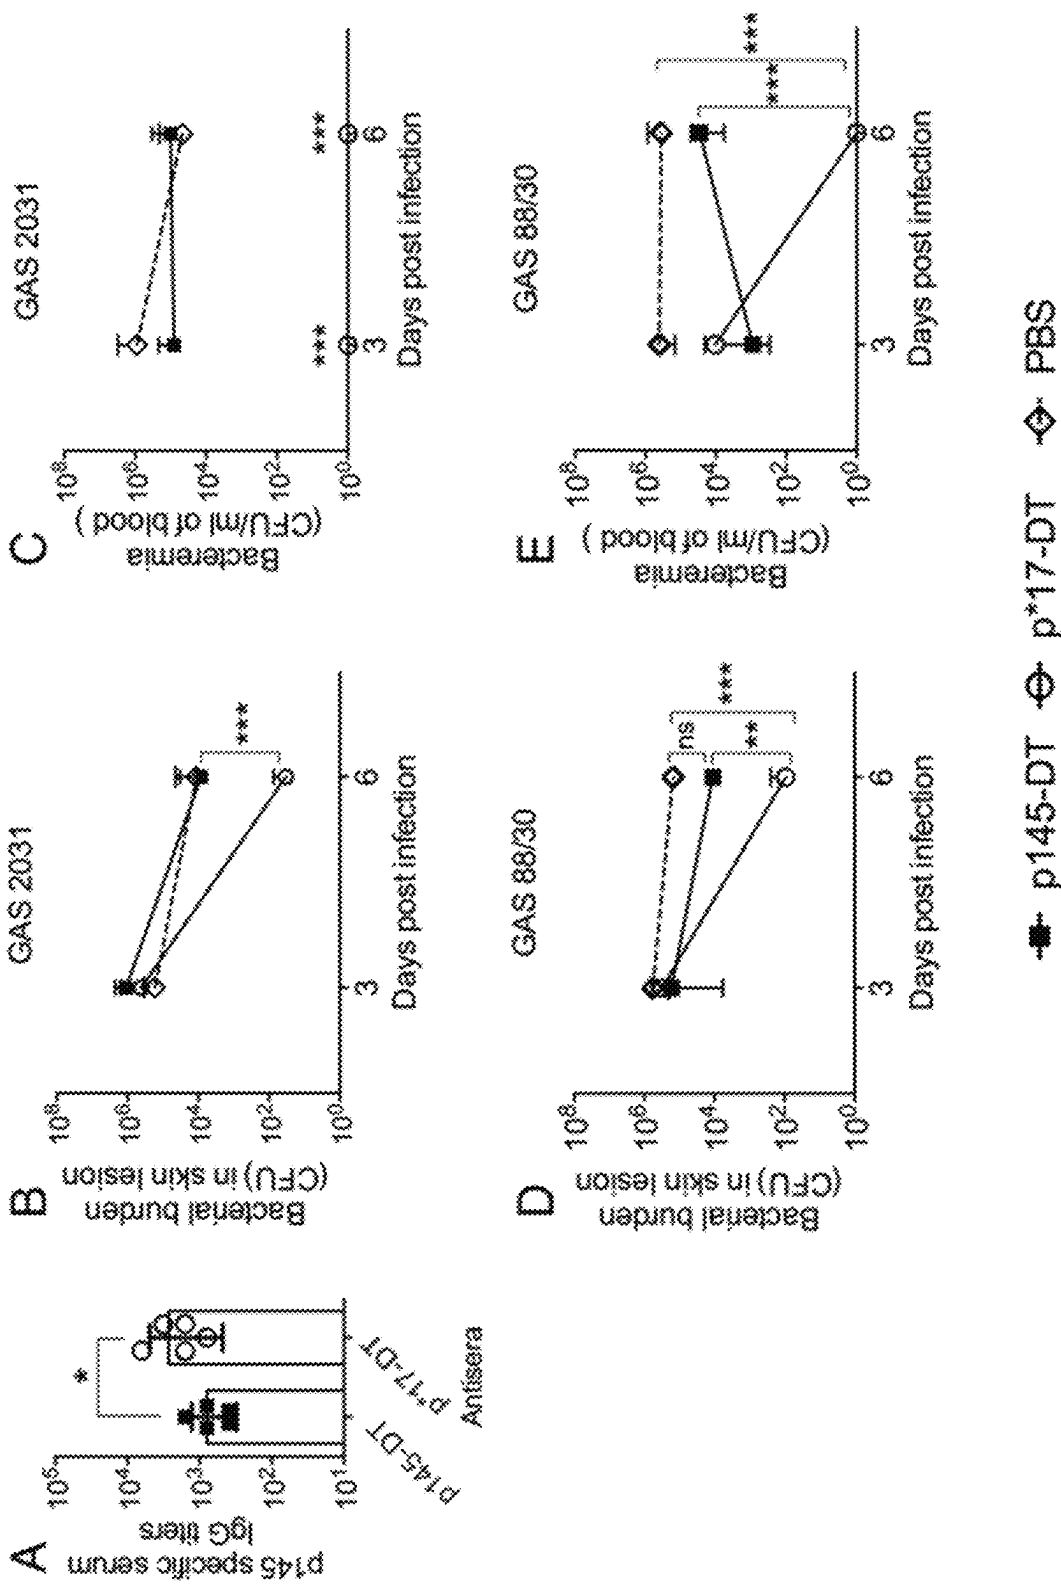 A
p145 specific serum
IgG titers
10^5
10^4
10^3
10^2
10^1
*
p145-DT
p*17-DT
Antisera
B
GAS 2031
Bacterial burden
(CFU) in skin lesion
10^8
10^6
10^4
10^2
10^0
***
3
6
Days post infection
C
GAS 2031
Bacteremia
(CFU/ml of blood )
10^8
10^6
10^4
10^2
10^0
***
***
3
6
Days post infection
D
GAS 88/30
Bacterial burden
(CFU) in skin lesion
10^8
10^6
10^4
10^2
10^0
ns
**
***
3
6
Days post infection
E
GAS 88/30
Bacteremia
(CFU/ml of blood )
10^8
10^6
10^4
10^2
10^0
***
***
3
6
Days post infection
p145-DT
p*17-DT
PBS